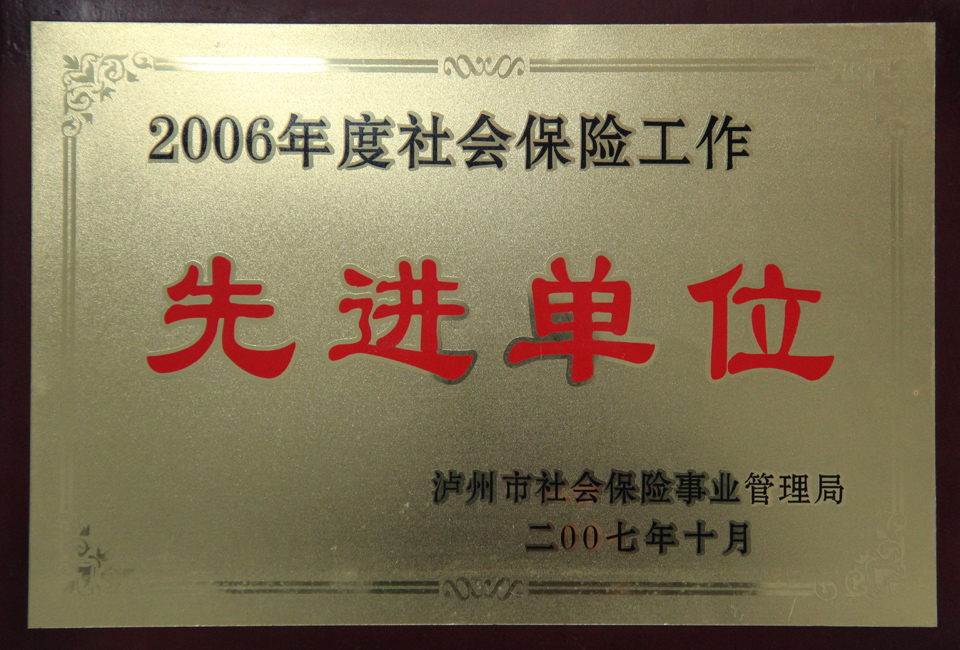 2006年度社会保险工作
先进单位
泸州市社会保险事业管理局
二00七年十月